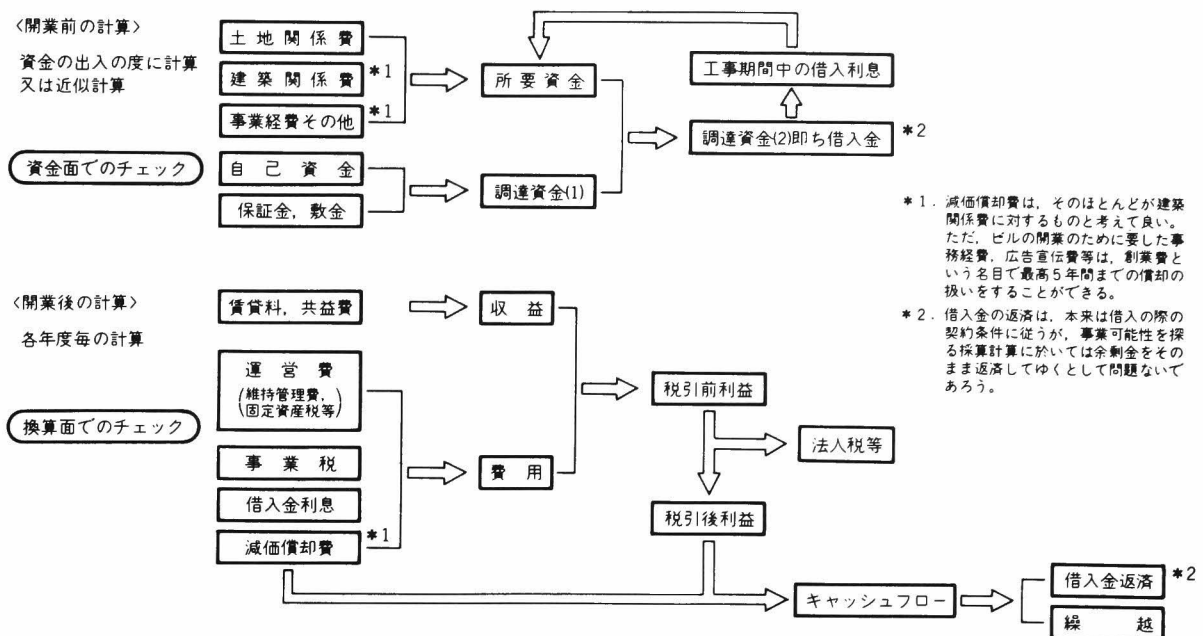 〈開業前の計算〉
資金の出入の度に計算
又は近似計算
土地関係費
建築関係費 *1
事業経費その他 *1
所要資金
工事期間中の借入利息
調達資金(2)即ち借入金 *2
資金面でのチェック
自己資金
保証金,敷金
調達資金(1)
*1. 減価償却費は,そのほとんどが建築
関係費に対するものと考えて良い。
ただ,ビルの開業のために要した事
務経費,広告宣伝費等は,創業費と
いう名目で最高5年間までの償却の
扱いをすることができる。
*2. 借入金の返済は,本来は借入の際の
契約条件に従うが,事業可能性を探
る採算計算に於いては余剰金をその
まま返済してゆくとして問題ないで
あろう。
〈開業後の計算〉
各年度毎の計算
賃貸料,共益費
収益
運営費
(維持管理費,
固定資産税等)
換算面でのチェック
事業税
借入金利息
減価償却費 *1
費用
税引前利益
法人税等
税引後利益
キャッシュフロー
借入金返済 *2
繰越